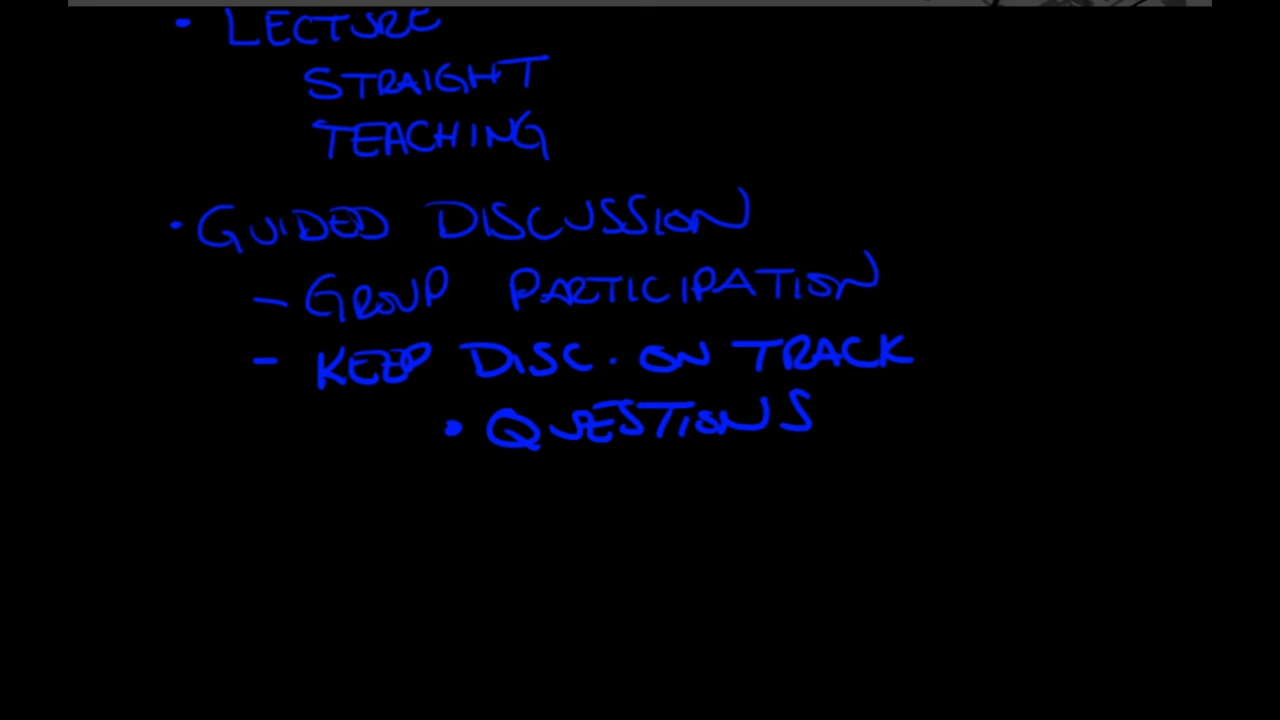 • LECTURE
STRAIGHT
TEACHING
• GUIDED DISCUSSION
- GROUP PARTICIPATION
- KEEP DISC. ON TRACK
• QUESTIONS